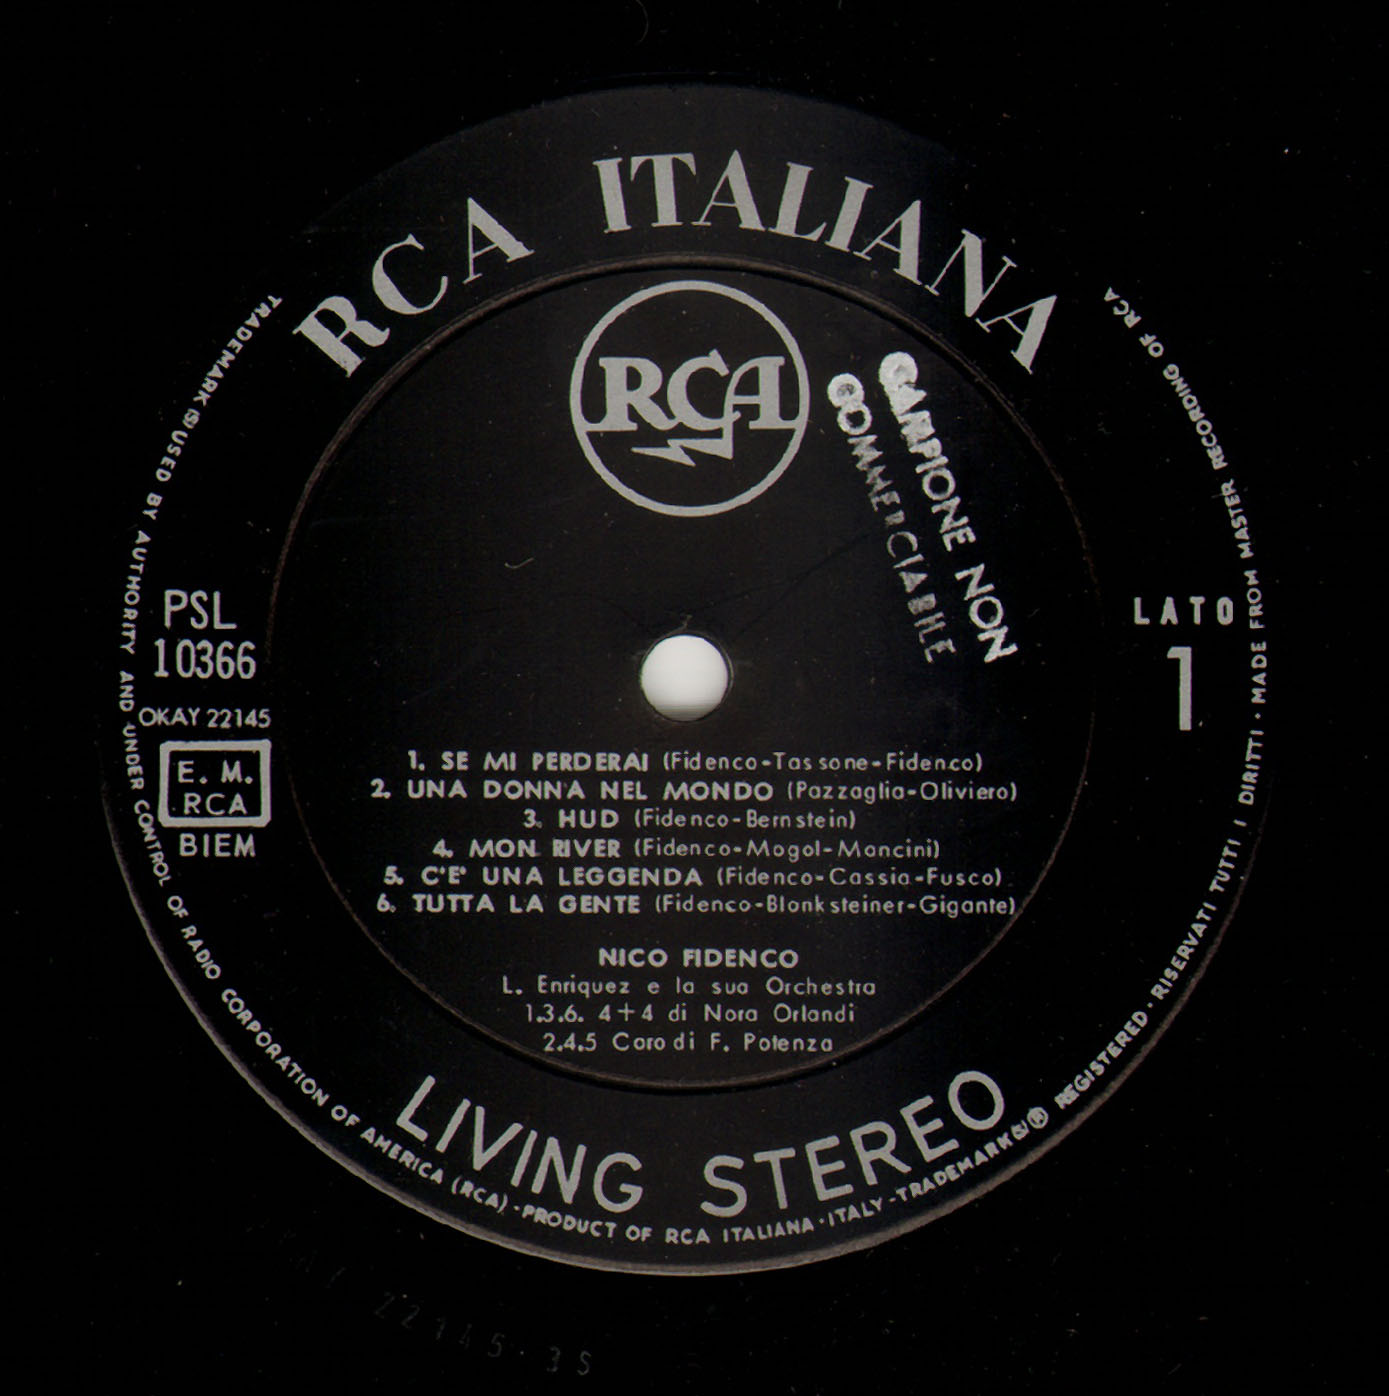 RCA ITALIANA
RCA
CAMPIONE NON
COMMERCIABILE
PSL
10366
OKAY 22145
E. M.
RCA
BIEM
LATO
1
1. SE MI PERDERAI (Fidenco-Tassone-Fidenco)
2. UNA DONNA NEL MONDO (Pazzaglia-Oliviero)
3. HUD (Fidenco-Bernstein)
4. MON RIVER (Fidenco-Mogol-Mancini)
5. C'E' UNA LEGGENDA (Fidenco-Cassia-Fusco)
6. TUTTA LA GENTE (Fidenco-Blanksteiner-Gigante)
NICO FIDENCO
L. Enriquez e la sua Orchestra
1.3.6. 4+4 di Nora Orlandi
2.4.5 Coro di F. Potenza
LIVING STEREO
TRADEMARK(S) USED BY AUTHORITY AND UNDER CONTROL OF RADIO CORPORATION OF AMERICA (RCA) · PRODUCT OF RCA ITALIANA · ITALY - TRADEMARK(S) ® REGISTERED · RISERVATI TUTTI I DIRITTI · MADE FROM MASTER RECORDING OF RCA
22145-3S